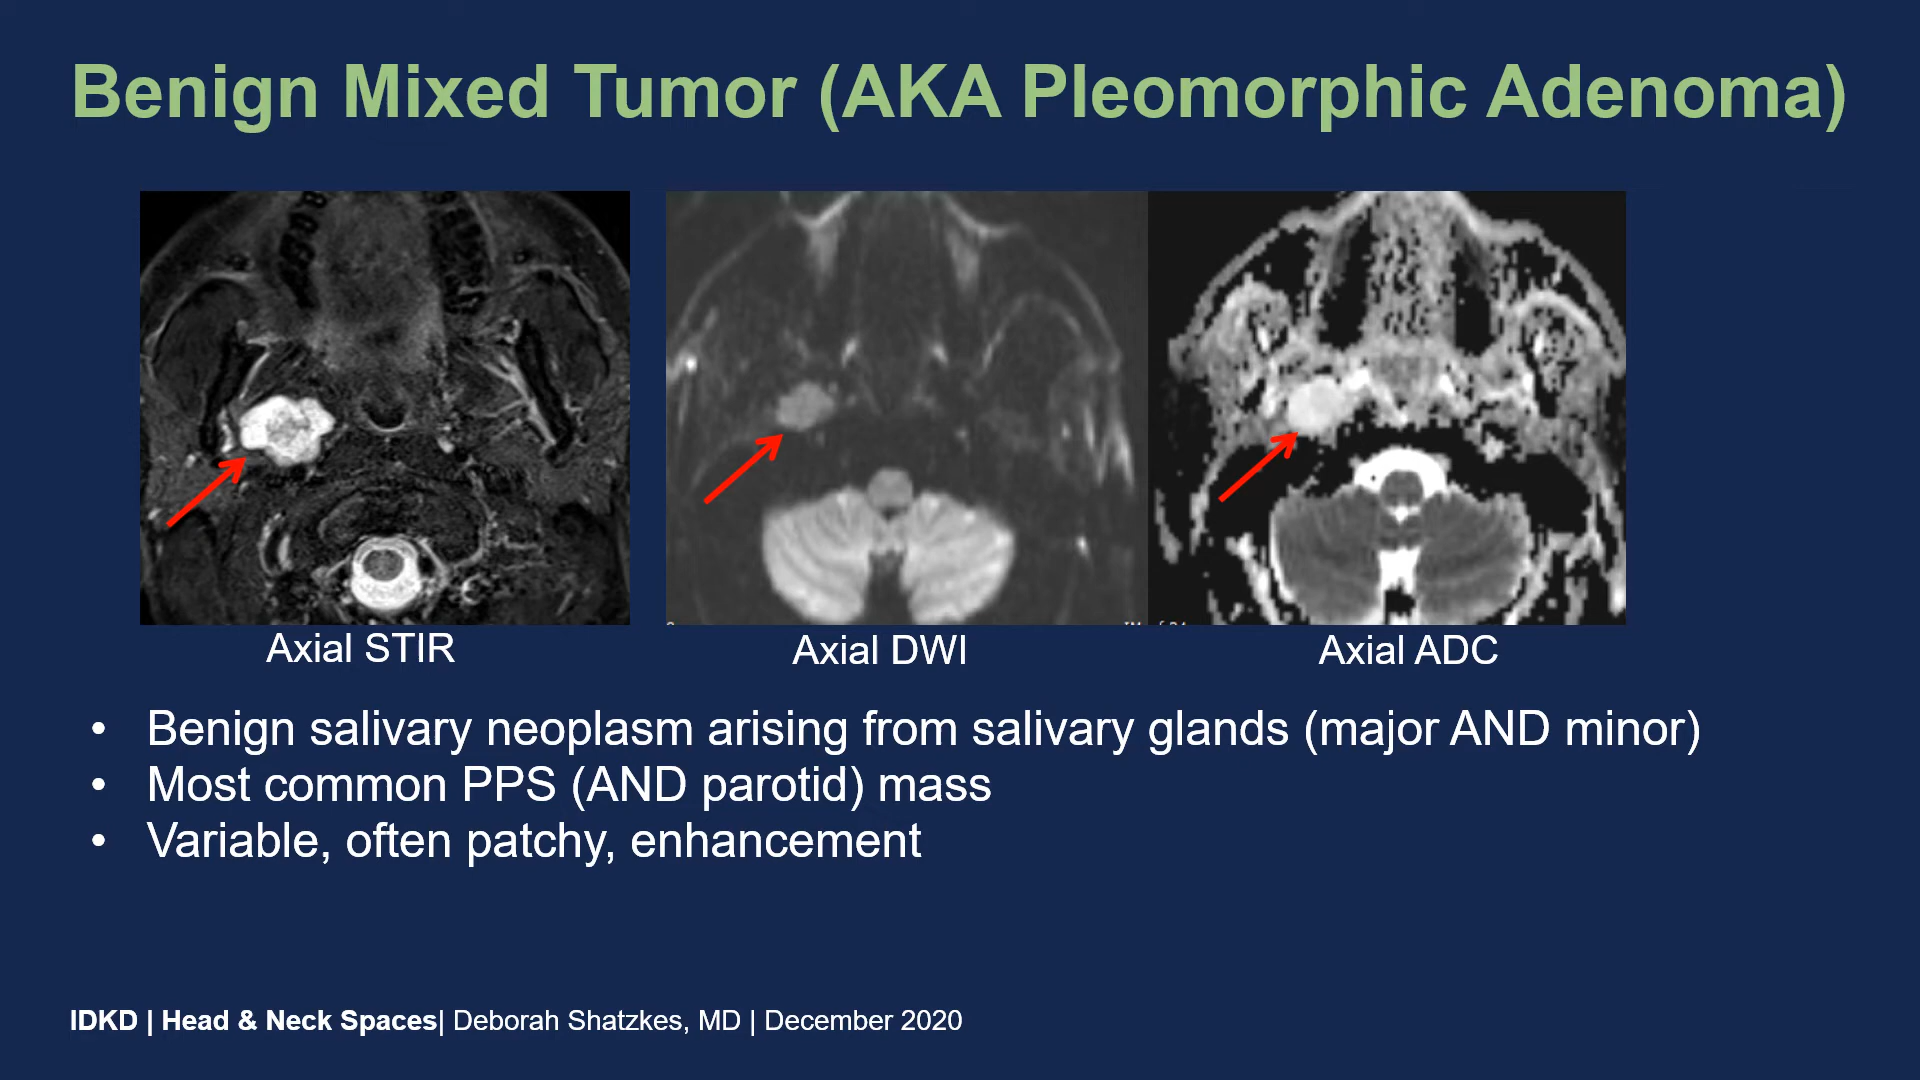 Benign Mixed Tumor (AKA Pleomorphic Adenoma)
Axial STIR
Axial DWI
Axial ADC
• Benign salivary neoplasm arising from salivary glands (major AND minor)
• Most common PPS (AND parotid) mass
• Variable, often patchy, enhancement
IDKD | Head & Neck Spaces| Deborah Shatzkes, MD | December 2020